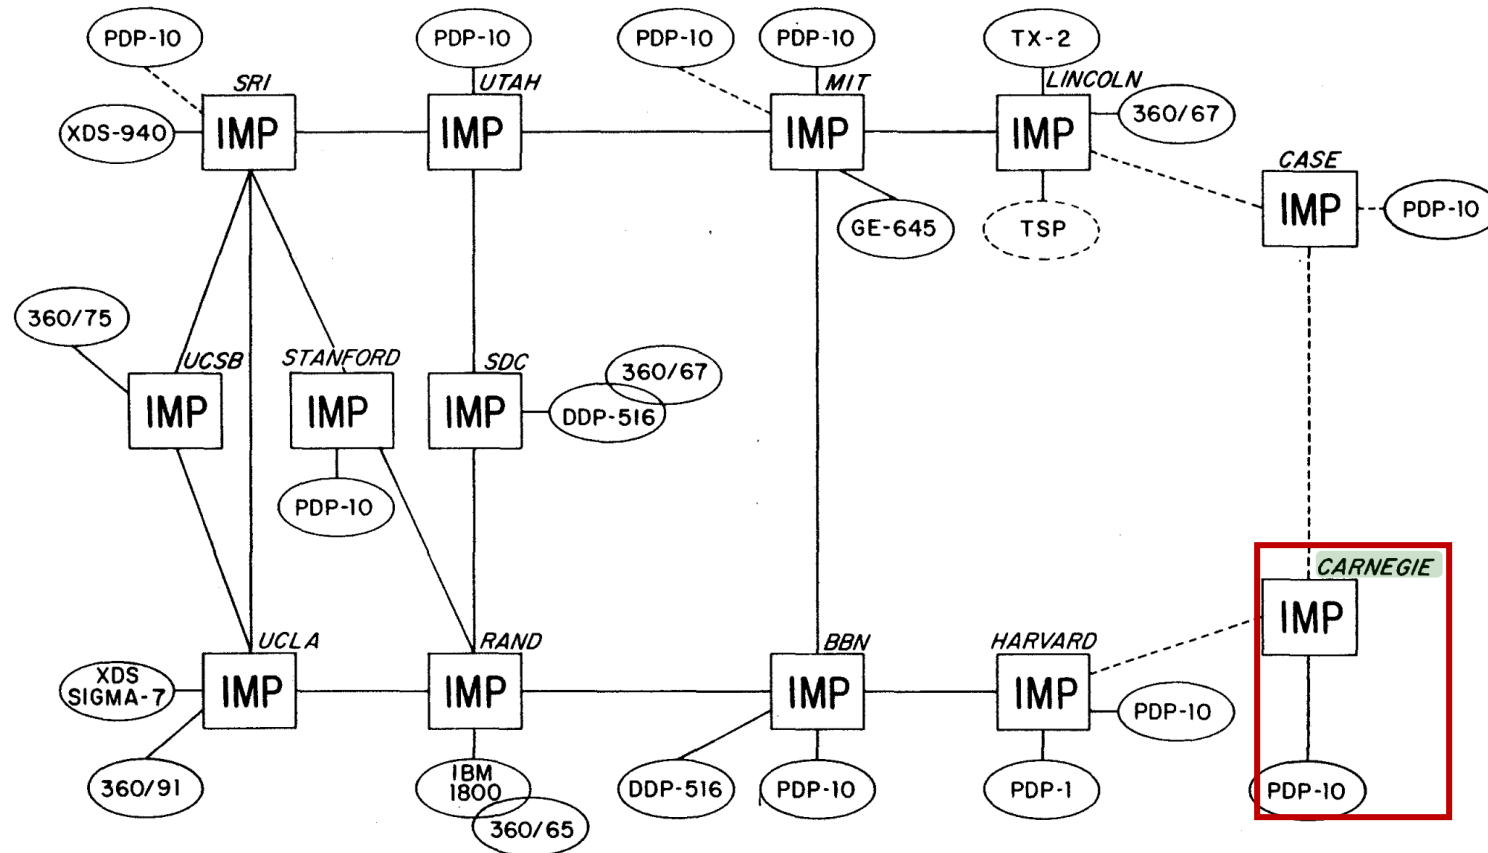 PDP-10
PDP-10
PDP-10
PDP-10
TX-2
SRI
UTAH
MIT
LINCOLN
XDS-940
IMP
IMP
IMP
IMP
360/67
CASE
IMP
PDP-10
GE-645
TSP
360/75
UCSB
STANFORD
SDC
360/67
IMP
IMP
IMP
DDP-516
PDP-10
CARNEGIE
IMP
UCLA
RAND
BBN
HARVARD
XDS
SIGMA-7
IMP
IMP
IMP
IMP
PDP-10
360/91
IBM
1800
360/65
DDP-516
PDP-10
PDP-1
PDP-10